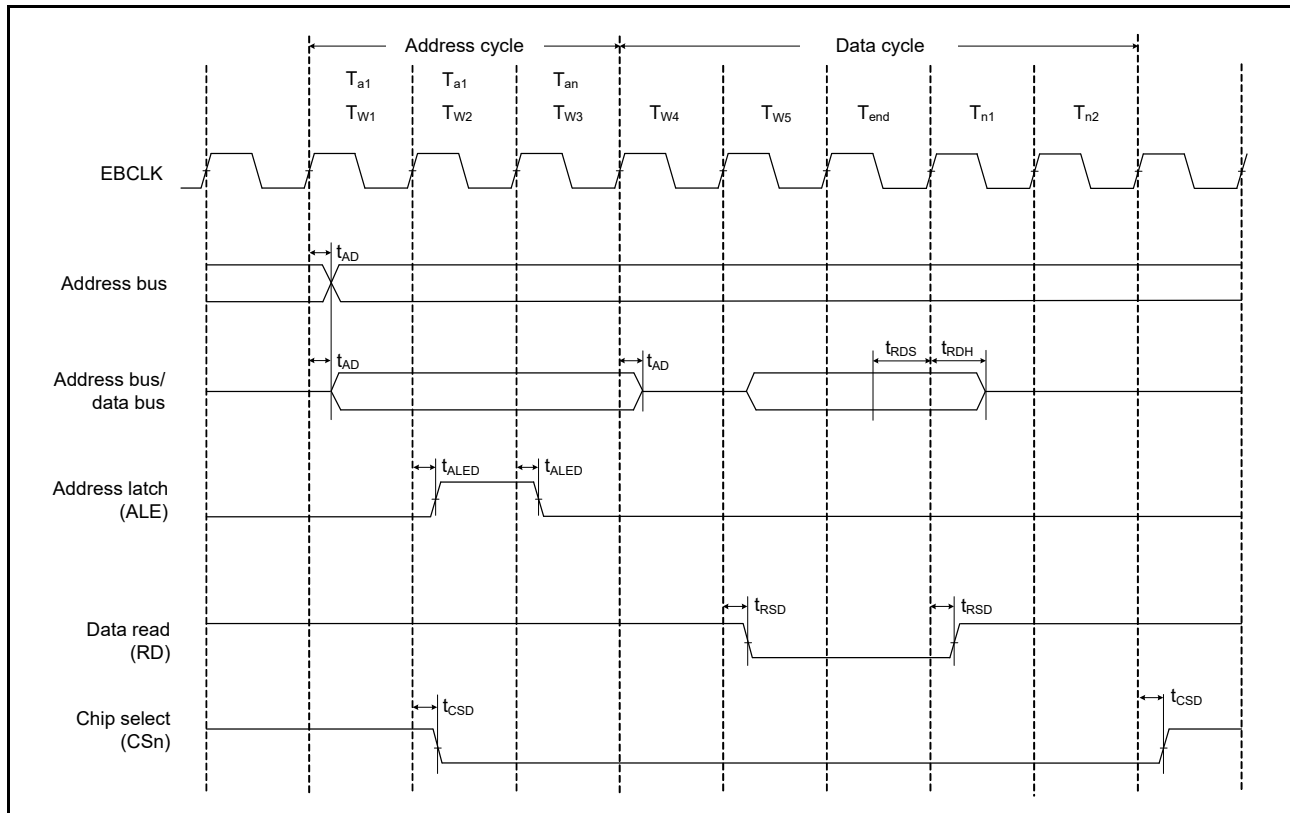 Address cycle Data cycle
Ta1 Ta1 Tan
TW1 TW2 TW3 TW4 TW5 Tend Tn1 Tn2
EBCLK
tAD
Address bus
tRDS tRDH
tAD tAD
Address bus/
data bus
tALED tALED
Address latch
(ALE)
tRSD tRSD
Data read
(RD)
tCSD tCSD
Chip select
(CSn)